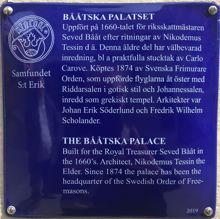 BÅÅTSKA PALATSET
Uppfört på 1660-talet för riksskattmästaren
Seved Bååt efter ritningar av Nikodemus
Tessin d ä. Denna äldre del har välbevarad
inredning, bl a praktfulla stucktak av Carlo
Carove. Köptes 1874 av Svenska Frimurare
Orden, som uppförde flyglarna åt öster med
Riddarsalen i gotisk stil och Johannessalen,
inredd som grekiskt tempel. Arkitekter var
Johan Erik Söderlund och Fredrik Wilhelm
Scholander.
Samfundet
S:t Erik
THE BÅÅTSKA PALACE
Built for the Royal Treasurer Seved Bååt in
the 1660's. Architect, Nikodemus Tessin the
Elder. Since 1874 the palace has been the
headquarter of the Swedish Order of Free-
masons.
2019